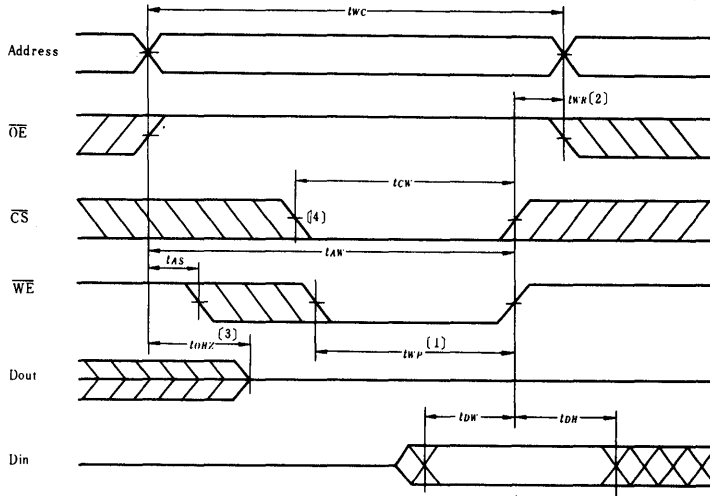 tWC
Address
tWR(2)
OE
tCW
CS
(4)
tAW
tAS
WE
(3)
tOHZ
(1)
tWP
Dout
tDW
tDH
Din